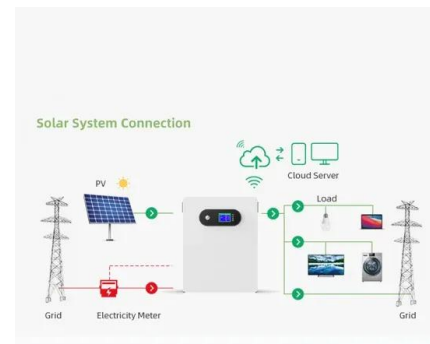 Solar System Connection
Cloud Server
PV
Load
Grid
Electricity Meter
Grid